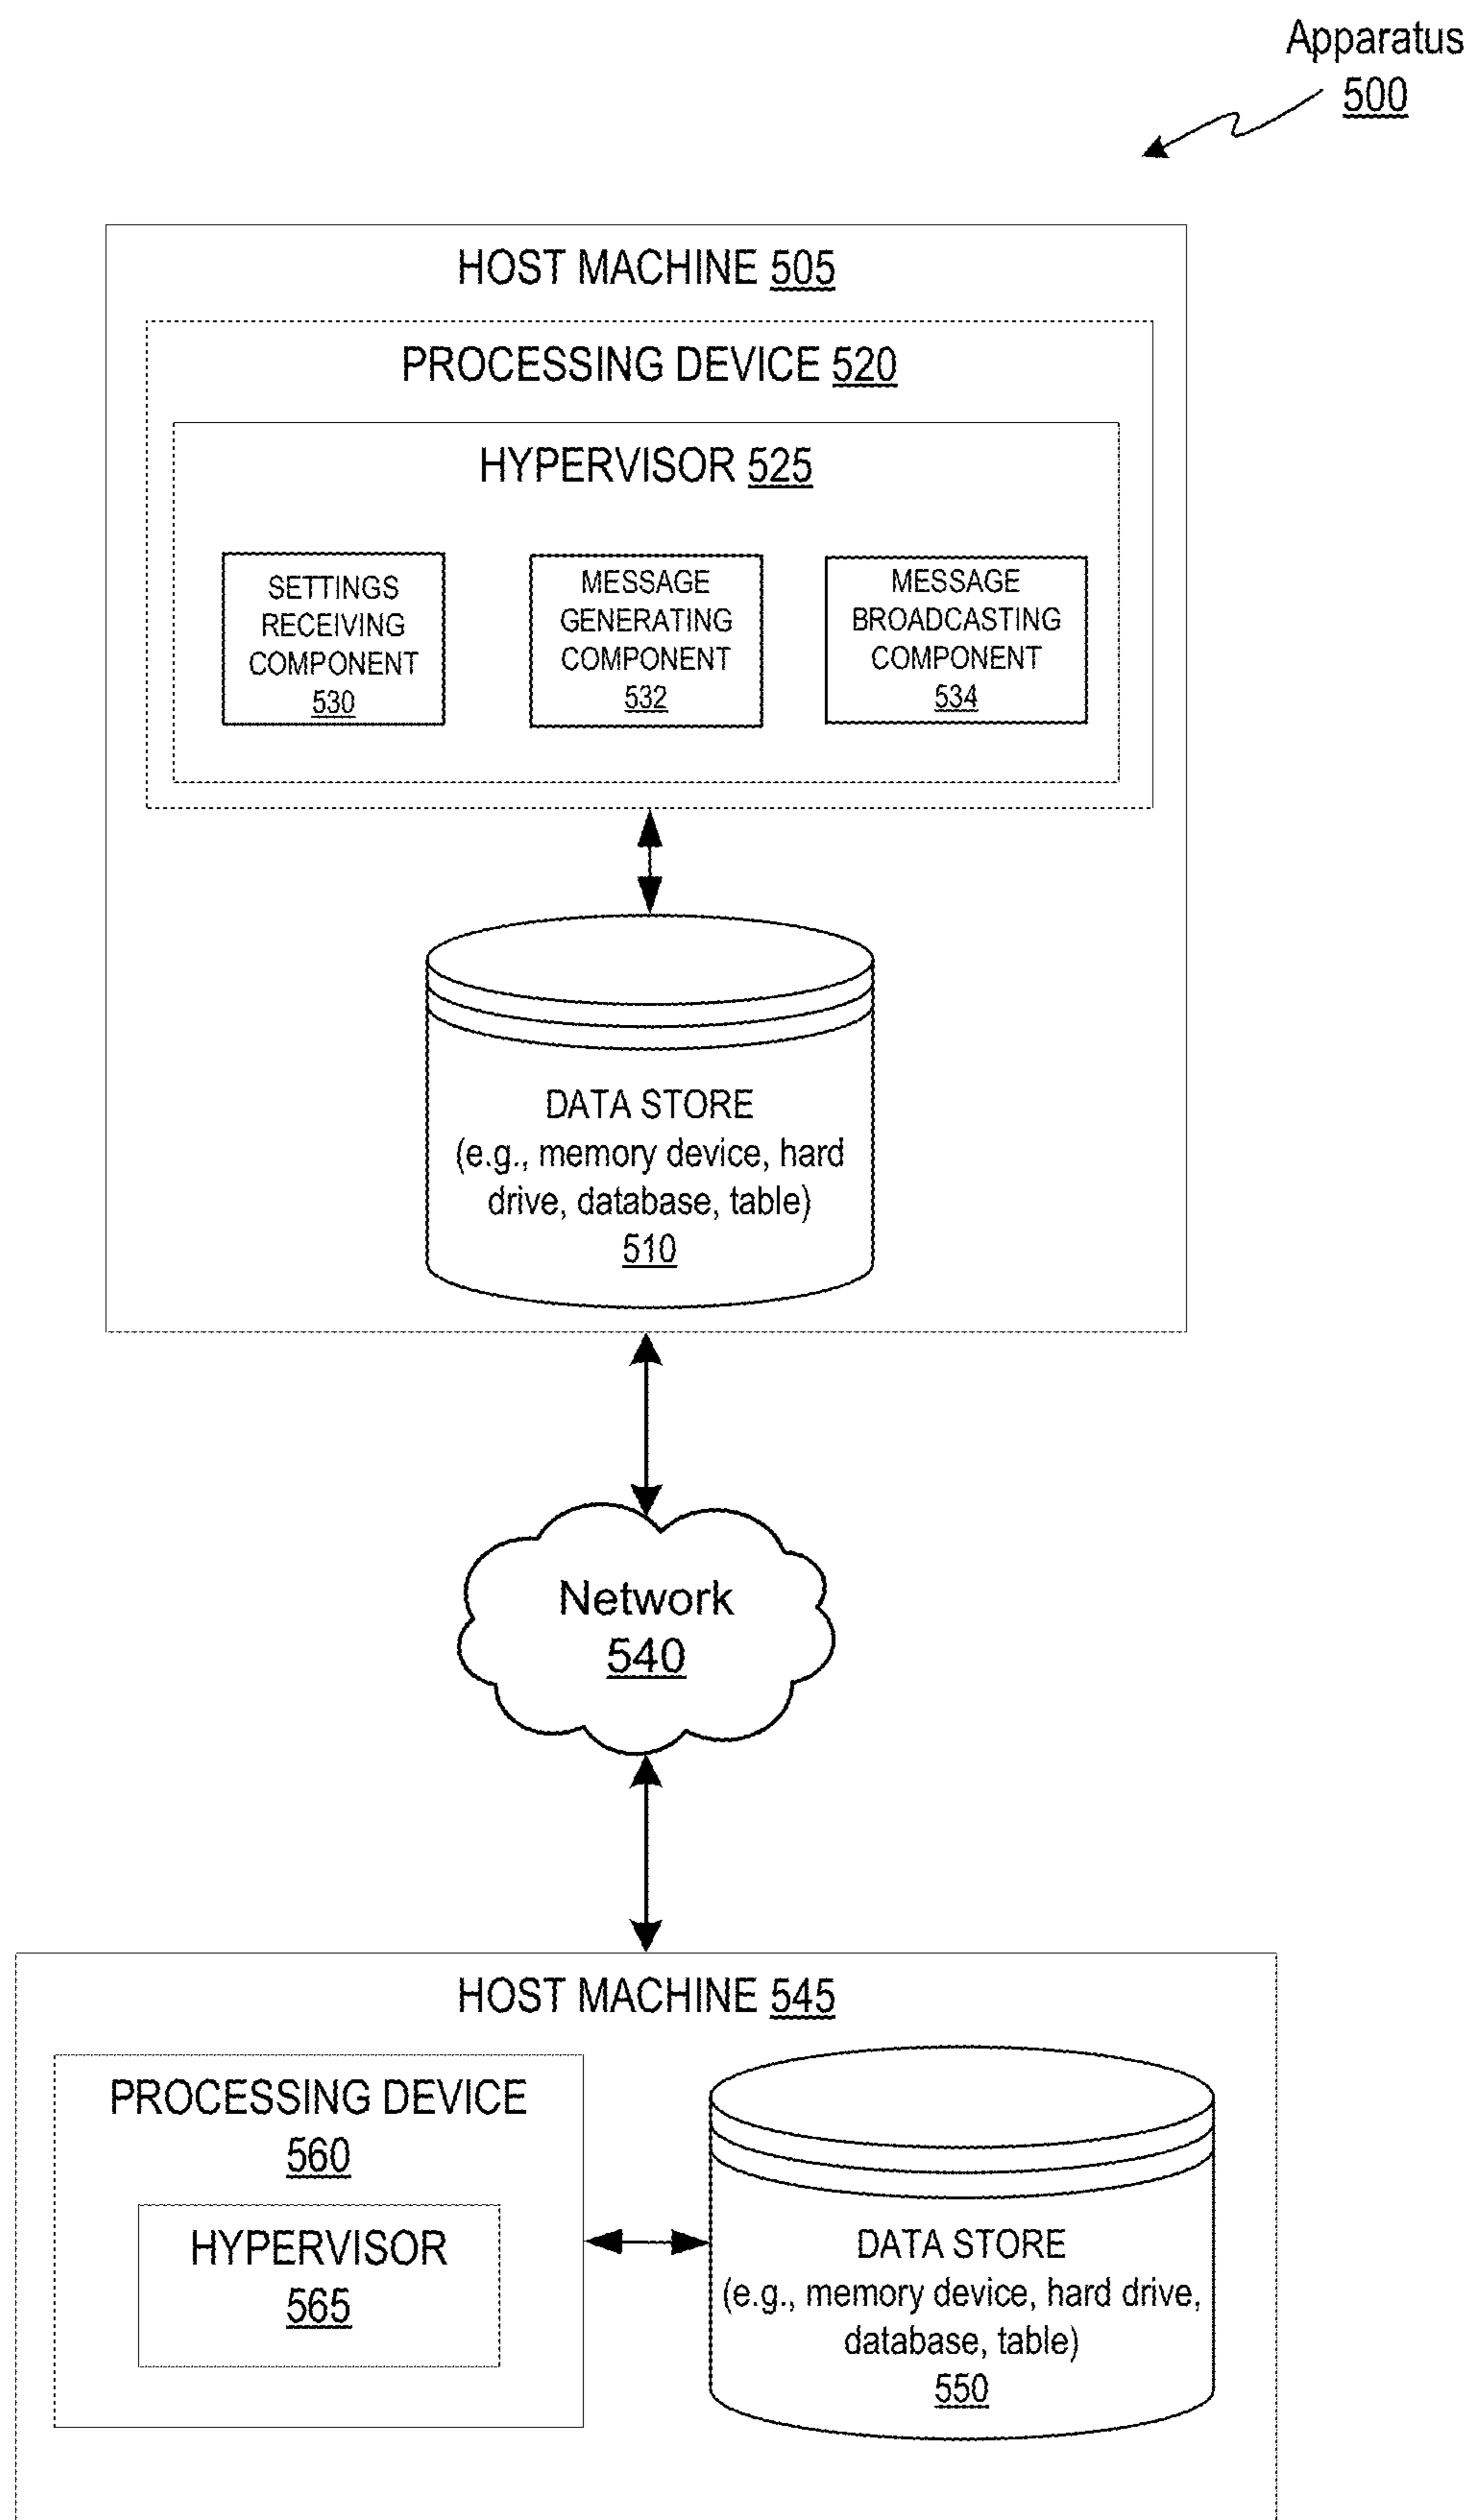 Apparatus
500
HOST MACHINE 505
PROCESSING DEVICE 520
HYPERVISOR 525
SETTINGS
RECEIVING
COMPONENT
530
MESSAGE
GENERATING
COMPONENT
532
MESSAGE
BROADCASTING
COMPONENT
534
DATA STORE
(e.g., memory device, hard
drive, database, table)
510
Network
540
HOST MACHINE 545
PROCESSING DEVICE
560
HYPERVISOR
565
DATA STORE
(e.g., memory device, hard drive,
database, table)
550